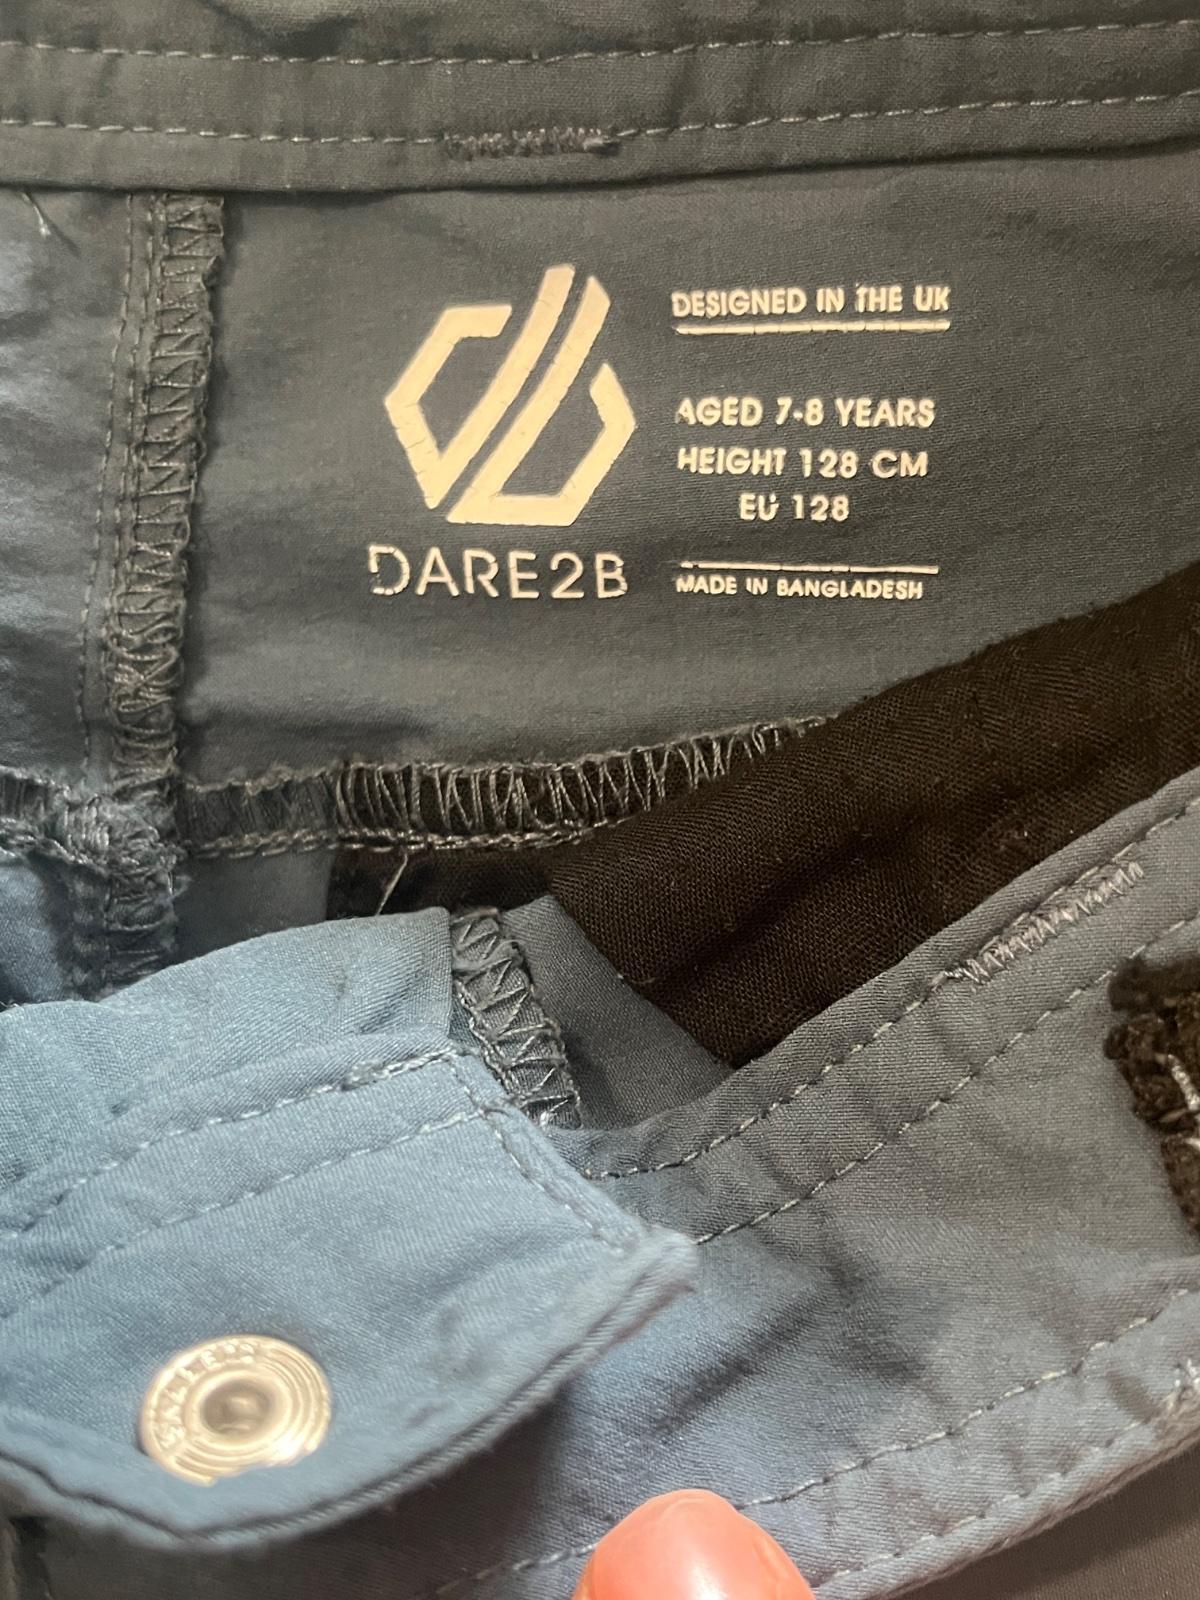 DESIGNED IN THE UK
AGED 7-8 YEARS
HEIGHT 128 CM
EU 128
DARE2B
MADE IN BANGLADESH